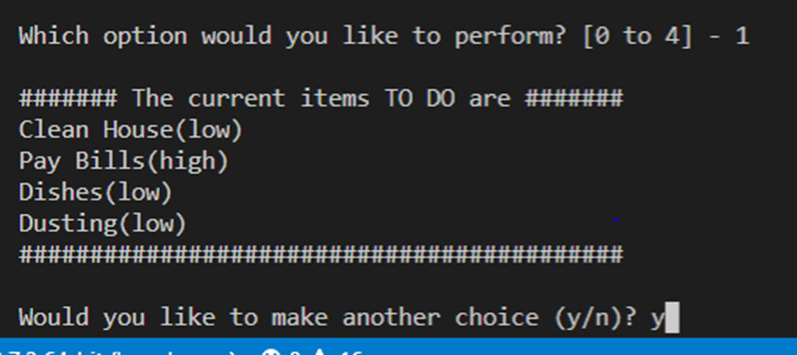 Which option would you like to perform? [0 to 4] - 1
####### The current items TO DO are #######
Clean House(low)
Pay Bills(high)
Dishes(low)
Dusting(low)
###########################################
Would you like to make another choice (y/n)? y